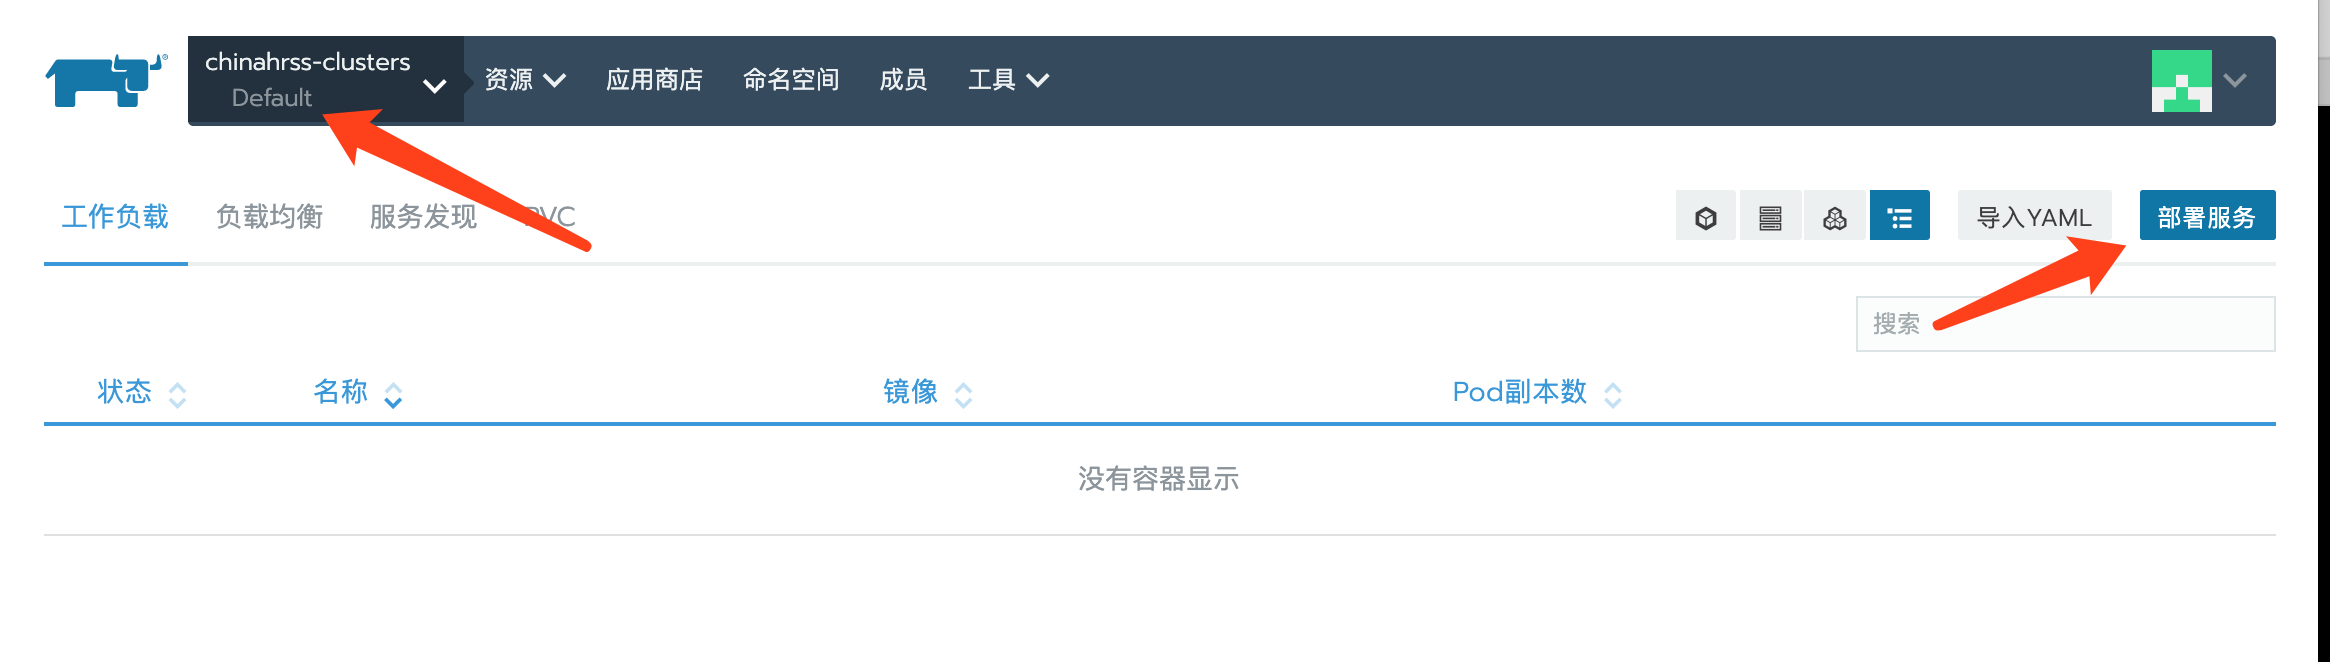 chinahrss-clusters
Default
资源 应用商店 命名空间 成员 工具
工作负载 负载均衡 服务发现 PVC
导入YAML 部署服务
搜索
状态 名称 镜像 Pod副本数
没有容器显示